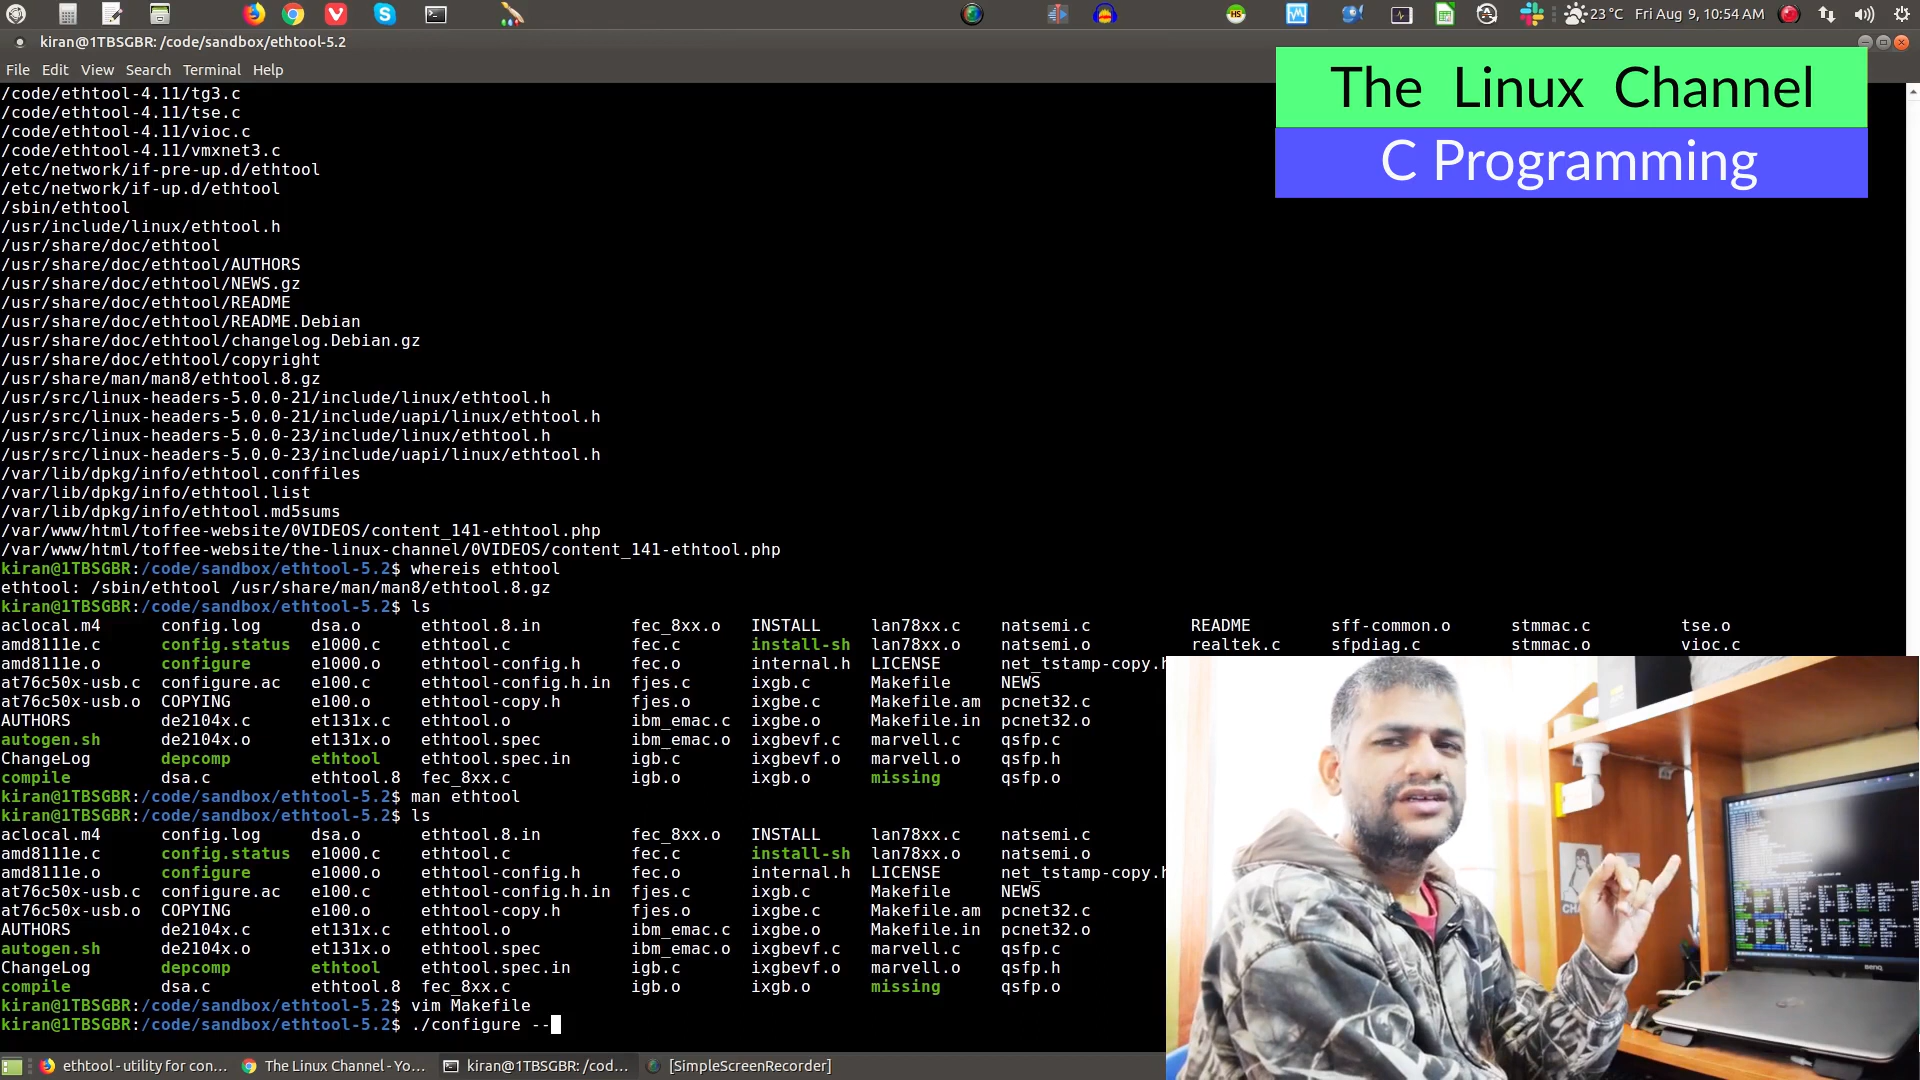 23 °C Fri Aug 9, 10:54 AM
kiran@1TBSGBR: /code/sandbox/ethtool-5.2
File Edit View Search Terminal Help
The Linux Channel
C Programming
/code/ethtool-4.11/tg3.c
/code/ethtool-4.11/tse.c
/code/ethtool-4.11/vioc.c
/code/ethtool-4.11/vmxnet3.c
/etc/network/if-pre-up.d/ethtool
/etc/network/if-up.d/ethtool
/sbin/ethtool
/usr/include/linux/ethtool.h
/usr/share/doc/ethtool
/usr/share/doc/ethtool/AUTHORS
/usr/share/doc/ethtool/NEWS.gz
/usr/share/doc/ethtool/README
/usr/share/doc/ethtool/README.Debian
/usr/share/doc/ethtool/changelog.Debian.gz
/usr/share/doc/ethtool/copyright
/usr/share/man/man8/ethtool.8.gz
/usr/src/linux-headers-5.0.0-21/include/linux/ethtool.h
/usr/src/linux-headers-5.0.0-21/include/uapi/linux/ethtool.h
/usr/src/linux-headers-5.0.0-23/include/linux/ethtool.h
/usr/src/linux-headers-5.0.0-23/include/uapi/linux/ethtool.h
/var/lib/dpkg/info/ethtool.conffiles
/var/lib/dpkg/info/ethtool.list
/var/lib/dpkg/info/ethtool.md5sums
/var/www/html/toffee-website/0VIDEOS/content_141-ethtool.php
/var/www/html/toffee-website/the-linux-channel/0VIDEOS/content_141-ethtool.php
kiran@1TBSGBR:/code/sandbox/ethtool-5.2$ whereis ethtool
ethtool: /sbin/ethtool /usr/share/man/man8/ethtool.8.gz
kiran@1TBSGBR:/code/sandbox/ethtool-5.2$ ls
aclocal.m4 config.log dsa.o ethtool.8.in fec_8xx.o INSTALL lan78xx.c natsemi.c README sff-common.o stmmac.c tse.o
amd8111e.c config.status e1000.c ethtool.c fec.c install-sh lan78xx.o natsemi.o realtek.c sfpdiag.c stmmac.o vioc.c
amd8111e.o configure e1000.o ethtool-config.h fec.o internal.h LICENSE net_tstamp-copy.h
at76c50x-usb.c configure.ac e100.c ethtool-config.h.in fjes.c ixgb.c Makefile NEWS
at76c50x-usb.o COPYING e100.o ethtool-copy.h fjes.o ixgbe.c Makefile.am pcnet32.c
AUTHORS de2104x.c et131x.c ethtool.o ibm_emac.c ixgbe.o Makefile.in pcnet32.o
autogen.sh de2104x.o et131x.o ethtool.spec ibm_emac.o ixgbevf.c marvell.c qsfp.c
ChangeLog depcomp ethtool ethtool.spec.in igb.c ixgbevf.o marvell.o qsfp.h
compile dsa.c ethtool.8 fec_8xx.c igb.o ixgb.o missing qsfp.o
kiran@1TBSGBR:/code/sandbox/ethtool-5.2$ man ethtool
kiran@1TBSGBR:/code/sandbox/ethtool-5.2$ ls
aclocal.m4 config.log dsa.o ethtool.8.in fec_8xx.o INSTALL lan78xx.c natsemi.c
amd8111e.c config.status e1000.c ethtool.c fec.c install-sh lan78xx.o natsemi.o
amd8111e.o configure e1000.o ethtool-config.h fec.o internal.h LICENSE net_tstamp-copy.h
at76c50x-usb.c configure.ac e100.c ethtool-config.h.in fjes.c ixgb.c Makefile NEWS
at76c50x-usb.o COPYING e100.o ethtool-copy.h fjes.o ixgbe.c Makefile.am pcnet32.c
AUTHORS de2104x.c et131x.c ethtool.o ibm_emac.c ixgbe.o Makefile.in pcnet32.o
autogen.sh de2104x.o et131x.o ethtool.spec ibm_emac.o ixgbevf.c marvell.c qsfp.c
ChangeLog depcomp ethtool ethtool.spec.in igb.c ixgbevf.o marvell.o qsfp.h
compile dsa.c ethtool.8 fec_8xx.c igb.o ixgb.o missing qsfp.o
kiran@1TBSGBR:/code/sandbox/ethtool-5.2$ vim Makefile
kiran@1TBSGBR:/code/sandbox/ethtool-5.2$ ./configure --
BenQ
ethtool - utility for con... The Linux Channel - Yo... kiran@1TBSGBR: /cod... [SimpleScreenRecorder]